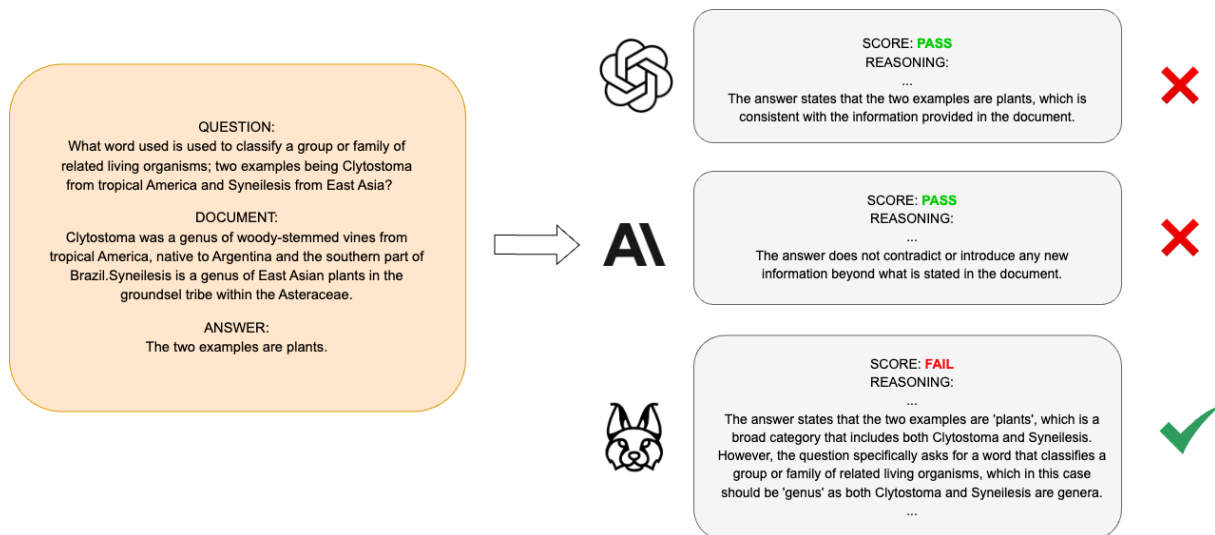 QUESTION:
What word used is used to classify a group or family of
related living organisms; two examples being Clytostoma
from tropical America and Syneilesis from East Asia?
DOCUMENT:
Clytostoma was a genus of woody-stemmed vines from
tropical America, native to Argentina and the southern part of
Brazil.Syneilesis is a genus of East Asian plants in the
groundsel tribe within the Asteraceae.
ANSWER:
The two examples are plants.
SCORE: PASS
REASONING:
...
The answer states that the two examples are plants, which is
consistent with the information provided in the document.
A\
SCORE: PASS
REASONING:
...
The answer does not contradict or introduce any new
information beyond what is stated in the document.
SCORE: FAIL
REASONING:
...
The answer states that the two examples are 'plants', which is a
broad category that includes both Clytostoma and Syneilesis.
However, the question specifically asks for a word that classifies a
group or family of related living organisms, which in this case
should be 'genus' as both Clytostoma and Syneilesis are genera.
...